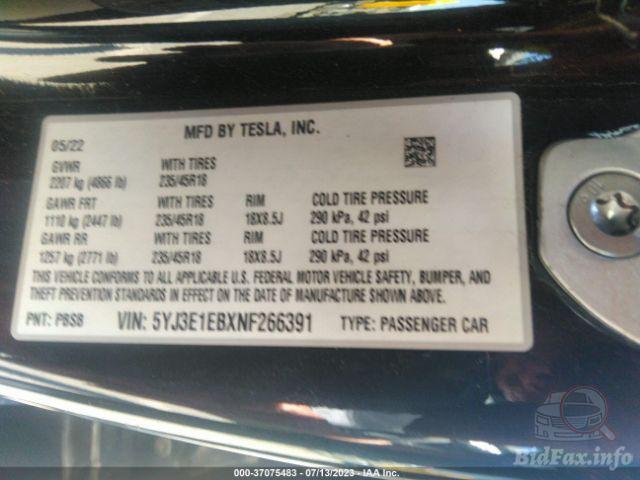 MFD BY TESLA, INC.
05/22
GVWR WITH TIRES
2207 kg (4866 lb) 235/45R18
GAWR FRT WITH TIRES RIM COLD TIRE PRESSURE
1110 kg (2447 lb) 235/45R18 18X8.5J 290 kPa, 42 psi
GAWR RR WITH TIRES RIM COLD TIRE PRESSURE
1257 kg (2771 lb) 235/45R18 18X8.5J 290 kPa, 42 psi
THIS VEHICLE CONFORMS TO ALL APPLICABLE U.S. FEDERAL MOTOR VEHICLE SAFETY, BUMPER, AND
THEFT PREVENTION STANDARDS IN EFFECT ON THE DATE OF MANUFACTURE SHOWN ABOVE.
PNT: PBSB VIN: 5YJ3E1EBXNF266391 TYPE: PASSENGER CAR
BidFax.info
000-37075483 - 07/13/2023 - IAA Inc.